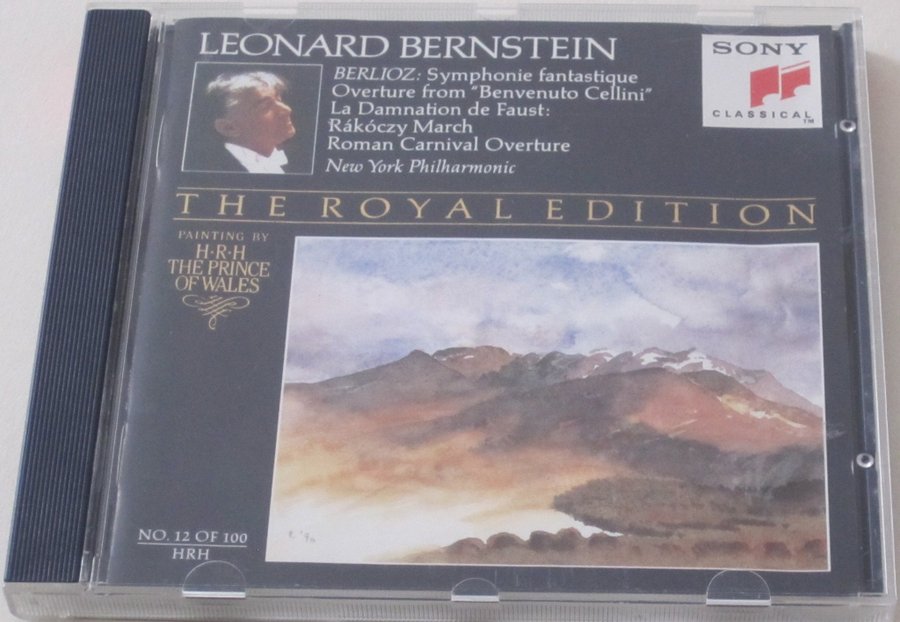 LEONARD BERNSTEIN
BERLIOZ: Symphonie fantastique
Overture from "Benvenuto Cellini"
La Damnation de Faust:
Rákóczy March
Roman Carnival Overture
New York Philharmonic
SONY
CLASSICAL™
THE ROYAL EDITION
PAINTING BY
H·R·H
THE PRINCE
OF WALES
NO. 12 OF 100
HRH